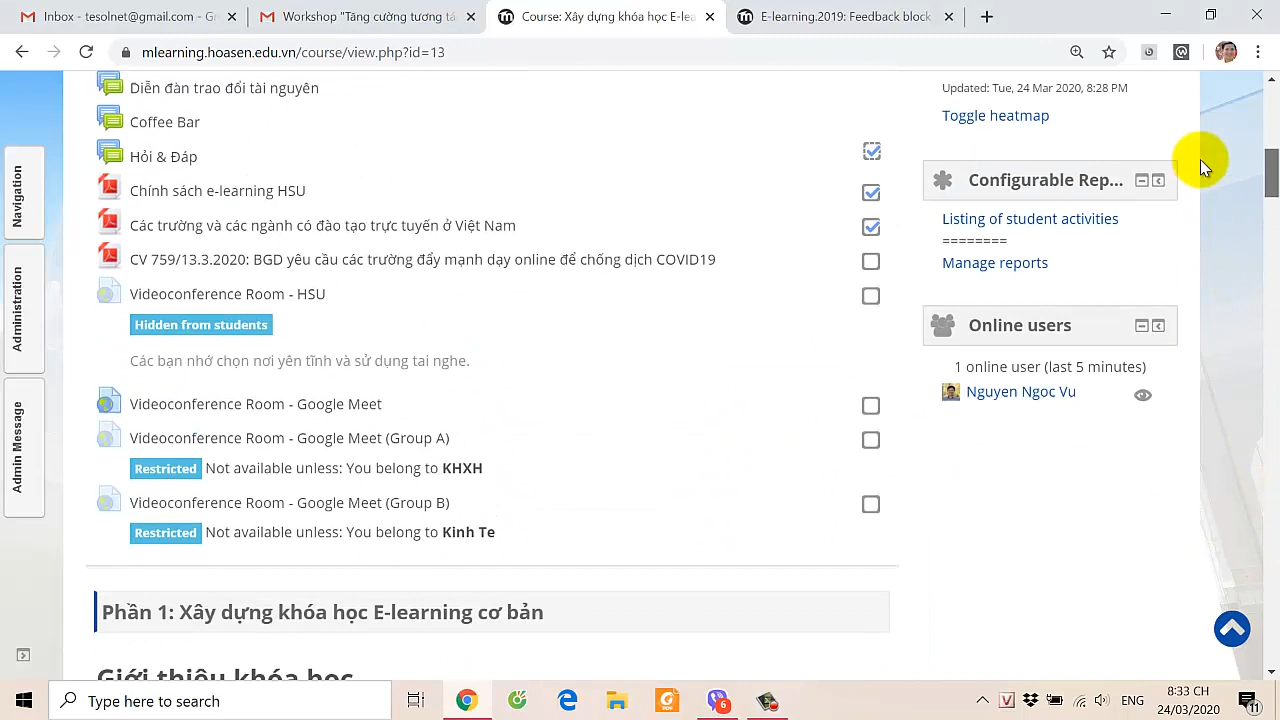 Inbox - tesolnet@gmail.com - G
Workshop "Tăng cường tương tá
Course: Xây dựng khóa học E-lea
E-learning.2019: Feedback block
mlearning.hoasen.edu.vn/course/view.php?id=13
Diễn đàn trao đổi tài nguyên
Coffee Bar
Hỏi & Đáp
Chính sách e-learning HSU
Các trường và các ngành có đào tạo trực tuyến ở Việt Nam
CV 759/13.3.2020: BGD yêu cầu các trường đẩy mạnh dạy online để chống dịch COVID19
Videoconference Room - HSU
Hidden from students
Các bạn nhớ chọn nơi yên tĩnh và sử dụng tai nghe.
Videoconference Room - Google Meet
Videoconference Room - Google Meet (Group A)
Restricted Not available unless: You belong to KHXH
Videoconference Room - Google Meet (Group B)
Restricted Not available unless: You belong to Kinh Te
Phần 1: Xây dựng khóa học E-learning cơ bản
Giới thiệu khóa học
Updated: Tue, 24 Mar 2020, 8:28 PM
Toggle heatmap
Configurable Rep...
Listing of student activities
========
Manage reports
Online users
1 online user (last 5 minutes)
Nguyen Ngoc Vu
Navigation
Administration
Admin Message
Type here to search
6
ENG
8:33 CH
24/03/2020
11